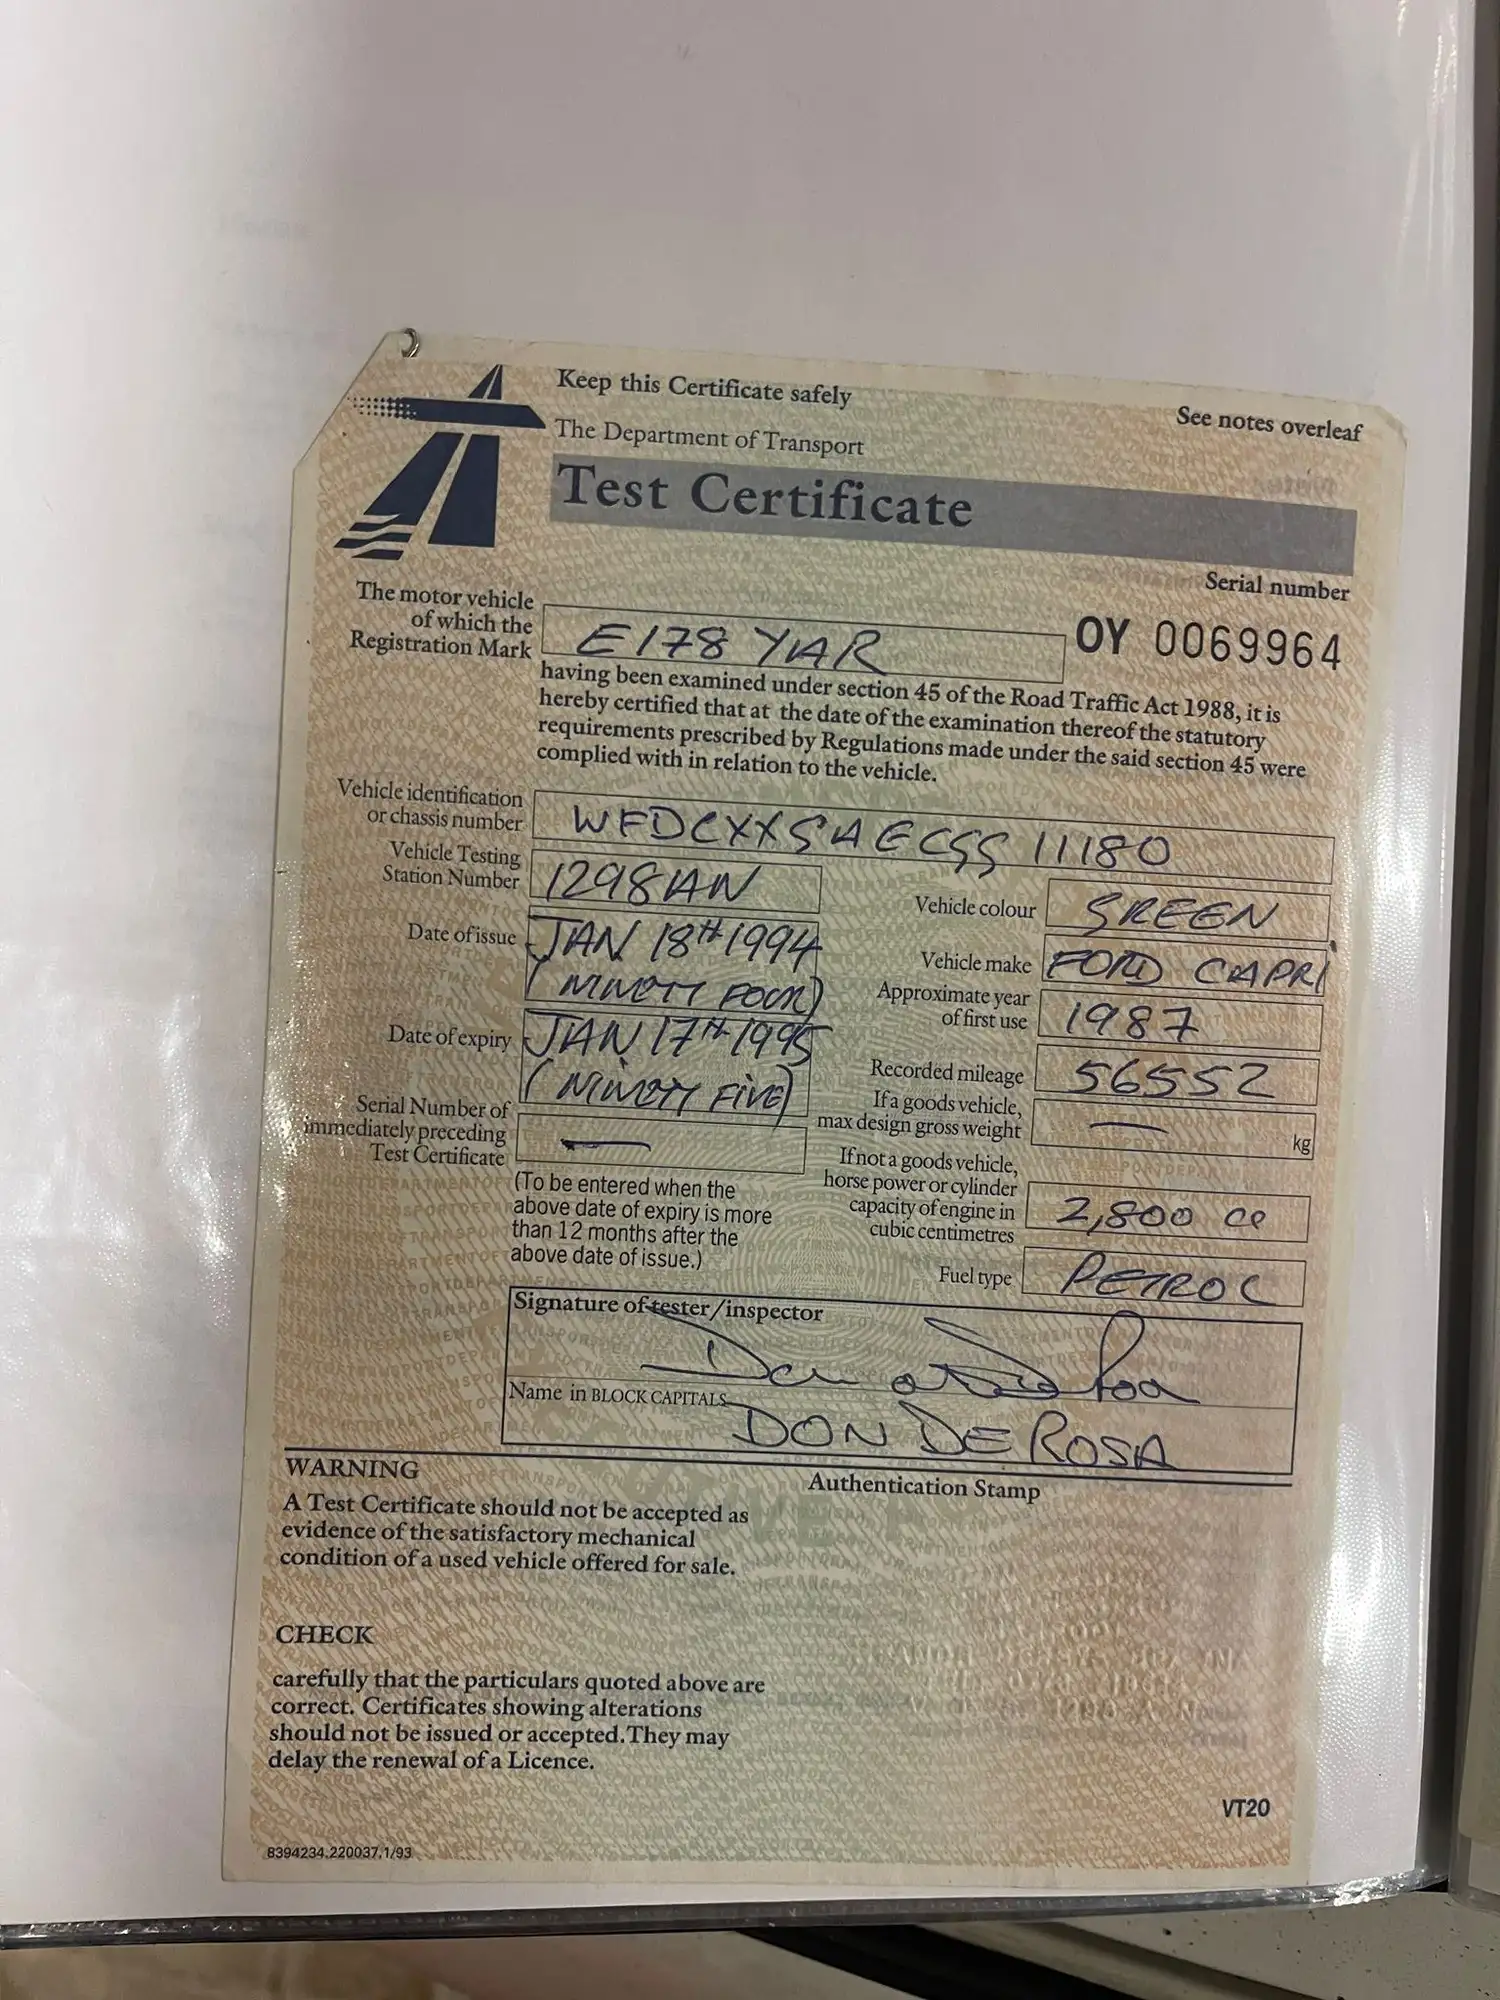 Keep this Certificate safely
See notes overleaf
The Department of Transport
Test Certificate
Serial number
OY 0069964
The motor vehicle
of which the
Registration Mark
E178 YAR
having been examined under section 45 of the Road Traffic Act 1988, it is
hereby certified that at the date of the examination thereof the statutory
requirements prescribed by Regulations made under the said section 45 were
complied with in relation to the vehicle.
Vehicle identification
or chassis number
WFDCXXSAECSS 11180
Vehicle Testing
Station Number
1298AN
Vehicle colour
GREEN
Date of issue
JAN 18TH 1994
(NINETY FOUR)
Vehicle make
FORD CAPRI
Approximate year
of first use
1987
Date of expiry
JAN 17TH 1995
(NINETY FIVE)
Recorded mileage
56552
If a goods vehicle,
max design gross weight
—
kg
Serial Number of
immediately preceding
Test Certificate
—
(To be entered when the
above date of expiry is more
than 12 months after the
above date of issue.)
If not a goods vehicle,
horse power or cylinder
capacity of engine in
cubic centimetres
2,800 cc
Fuel type
PETROL
Signature of tester/inspector
Name in BLOCK CAPITALS
DON DE ROSA
WARNING
A Test Certificate should not be accepted as
evidence of the satisfactory mechanical
condition of a used vehicle offered for sale.
Authentication Stamp
CHECK
carefully that the particulars quoted above are
correct. Certificates showing alterations
should not be issued or accepted. They may
delay the renewal of a Licence.
VT20
8394234.220037.1/93